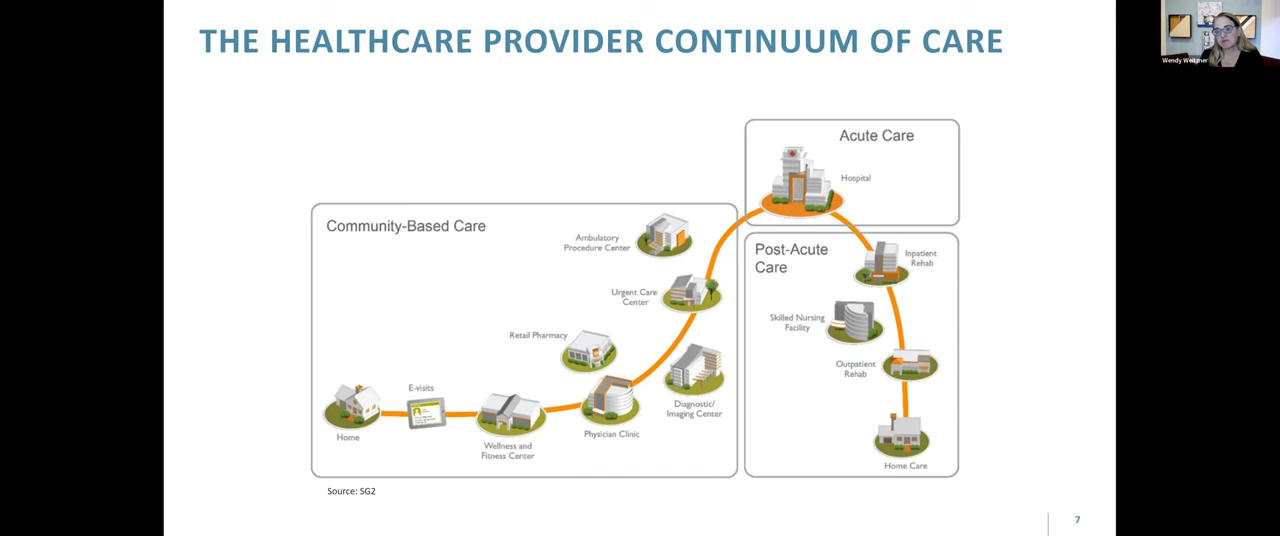 THE HEALTHCARE PROVIDER CONTINUUM OF CARE
Wendy Weitzner
Acute Care
Hospital
Community-Based Care
Ambulatory
Procedure Center
Urgent Care
Center
Retail Pharmacy
E-visits
Home
Wellness and
Fitness Center
Physician Clinic
Diagnostic/
Imaging Center
Post-Acute
Care
Inpatient
Rehab
Skilled Nursing
Facility
Outpatient
Rehab
Home Care
Source: SG2
7